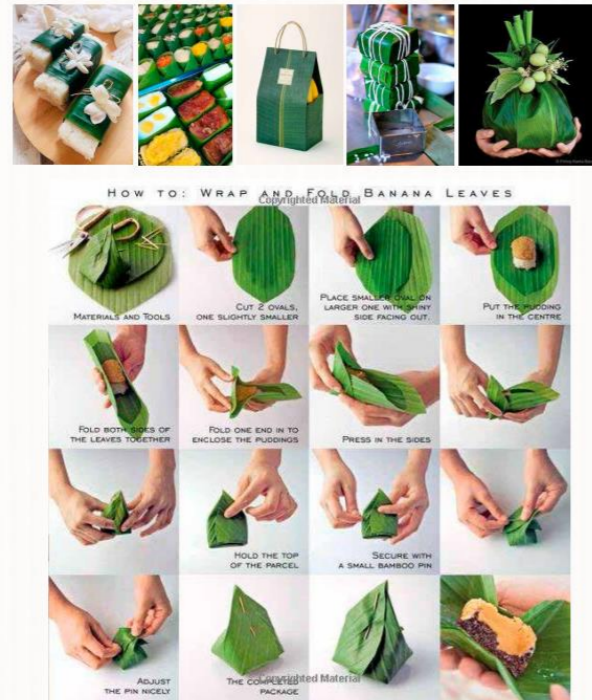 HOW TO: WRAP AND FOLD BANANA LEAVES
Copyrighted Material
MATERIALS AND TOOLS
CUT 2 OVALS,
ONE SLIGHTLY SMALLER
PLACE SMALLER OVAL ON
LARGER ONE WITH SHINY
SIDE FACING OUT.
PUT THE PUDDING
IN THE CENTRE
FOLD BOTH SIDES OF
THE LEAVES TOGETHER
FOLD ONE END IN TO
ENCLOSE THE PUDDINGS
PRESS IN THE SIDES
HOLD THE TOP
OF THE PARCEL
SECURE WITH
A SMALL BAMBOO PIN
ADJUST
THE PIN NICELY
THE COMPLETED
PACKAGE
Copyrighted Material